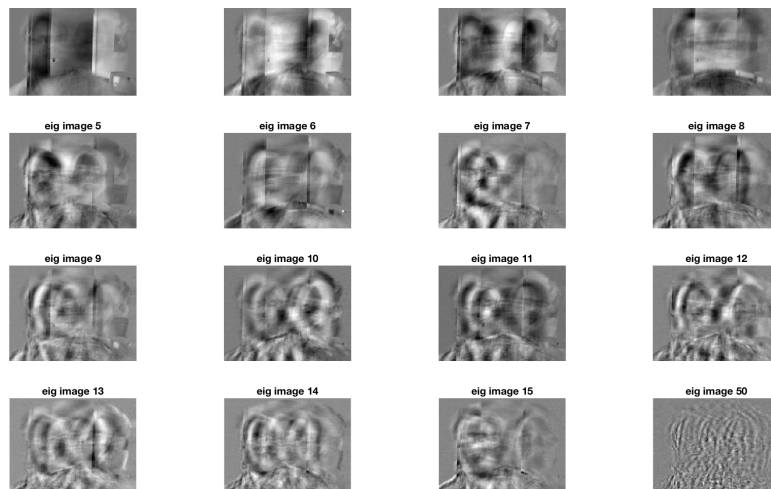 eig image 5
eig image 6
eig image 7
eig image 8
eig image 9
eig image 10
eig image 11
eig image 12
eig image 13
eig image 14
eig image 15
eig image 50